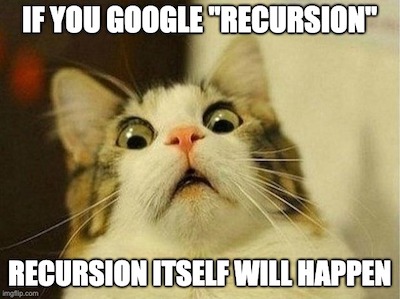 IF YOU GOOGLE "RECURSION"
RECURSION ITSELF WILL HAPPEN
imgflip.com